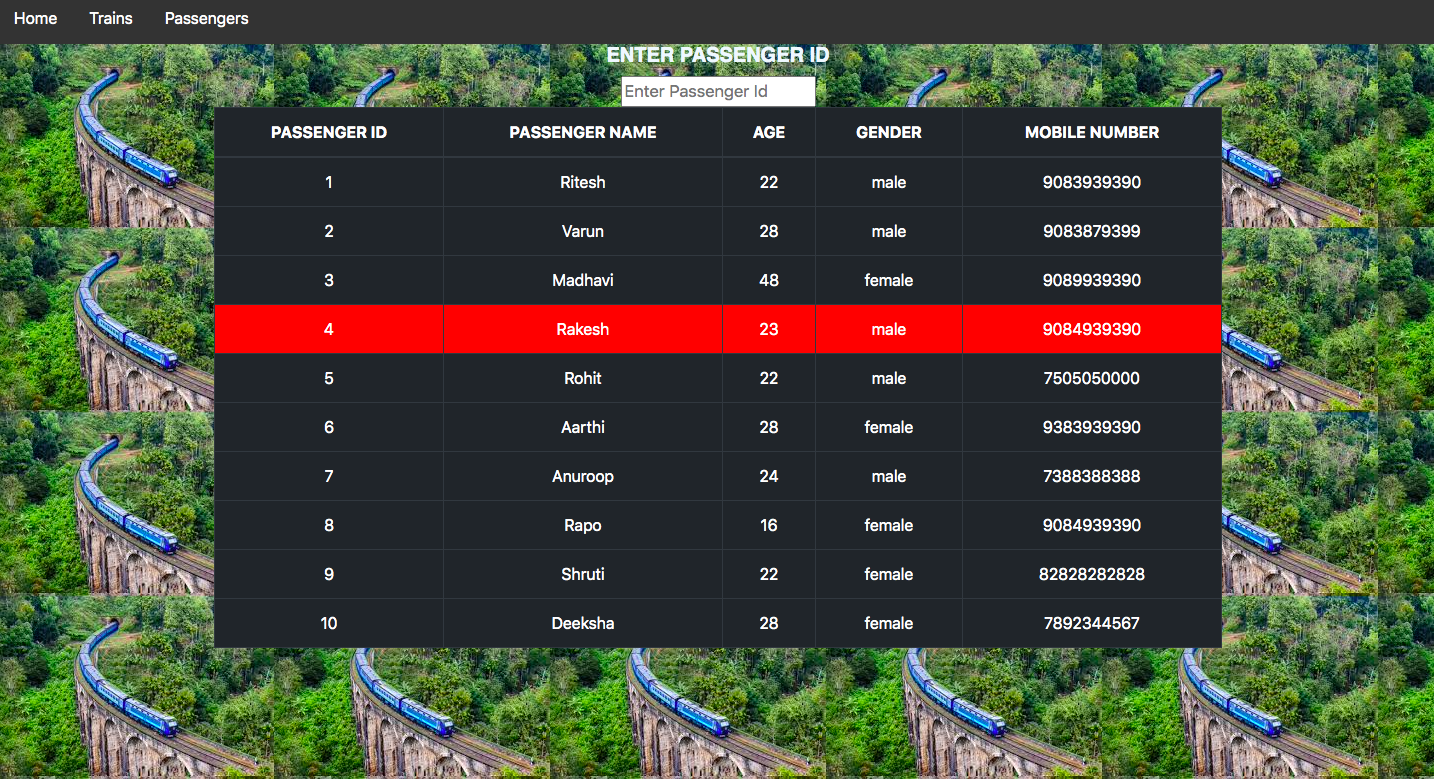 Home Trains Passengers
ENTER PASSENGER ID
Enter Passenger Id
PASSENGER ID PASSENGER NAME AGE GENDER MOBILE NUMBER
1 Ritesh 22 male 9083939390
2 Varun 28 male 9083879399
3 Madhavi 48 female 9089939390
4 Rakesh 23 male 9084939390
5 Rohit 22 male 7505050000
6 Aarthi 28 female 9383939390
7 Anuroop 24 male 7388388388
8 Rapo 16 female 9084939390
9 Shruti 22 female 82828282828
10 Deeksha 28 female 7892344567